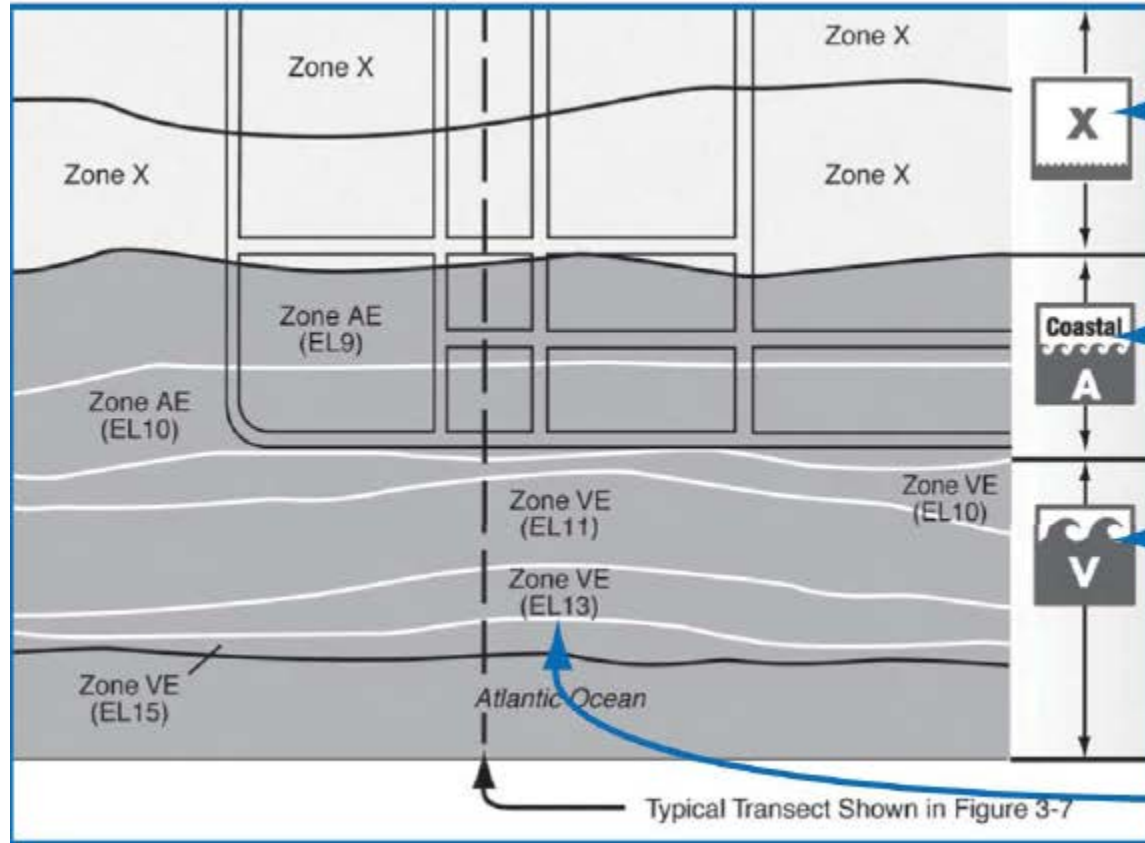 Zone X
Zone X
X
Zone X
Zone X
Zone AE
(EL9)
Coastal
A
Zone AE
(EL10)
Zone VE
(EL10)
Zone VE
(EL11)
V
Zone VE
(EL13)
Zone VE
(EL15)
Atlantic Ocean
Typical Transect Shown in Figure 3-7